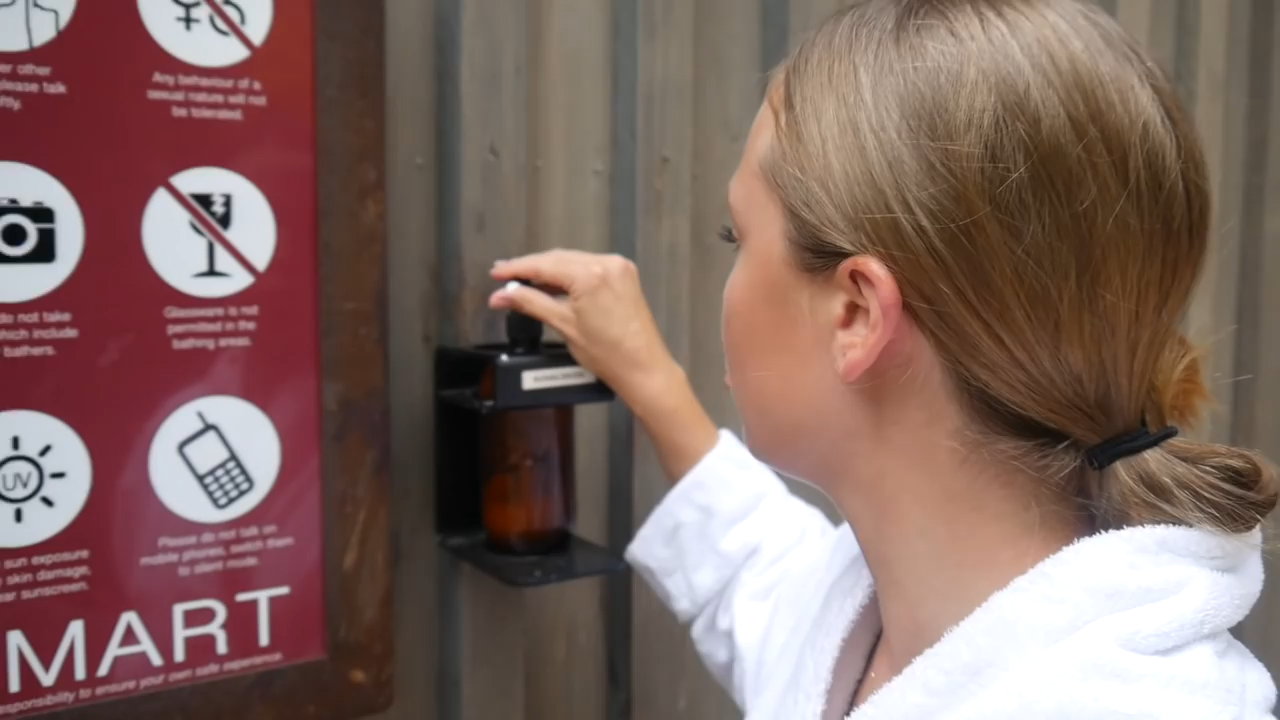 er other
please talk
ftly.
Any behaviour of a
sexual nature will not
be tolerated.
do not take
which include
bathers.
Glassware is not
permitted in the
bathing areas.
UV
sun exposure
skin damage,
ear sunscreen.
Please do not talk on
mobile phones, switch them
to silent mode.
MART
esponsibility to ensure your own safe experience.